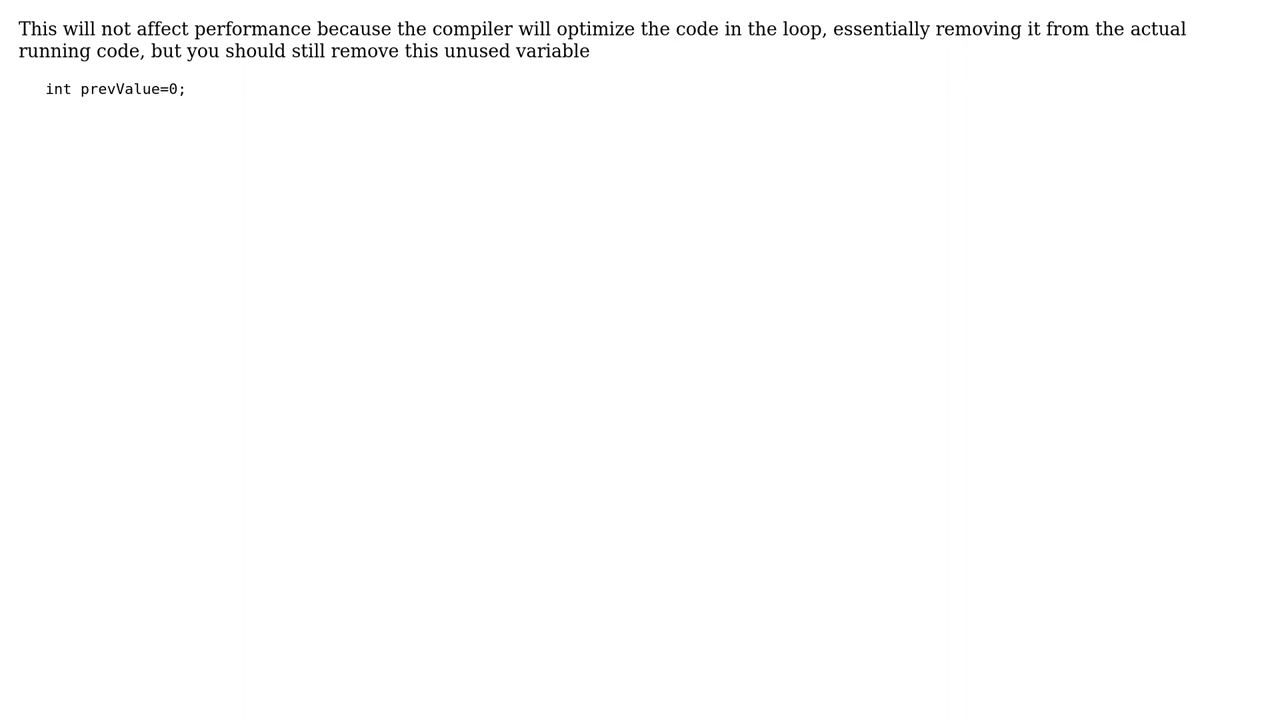 This will not affect performance because the compiler will optimize the code in the loop, essentially removing it from the actual
running code, but you should still remove this unused variable
int prevValue=0;